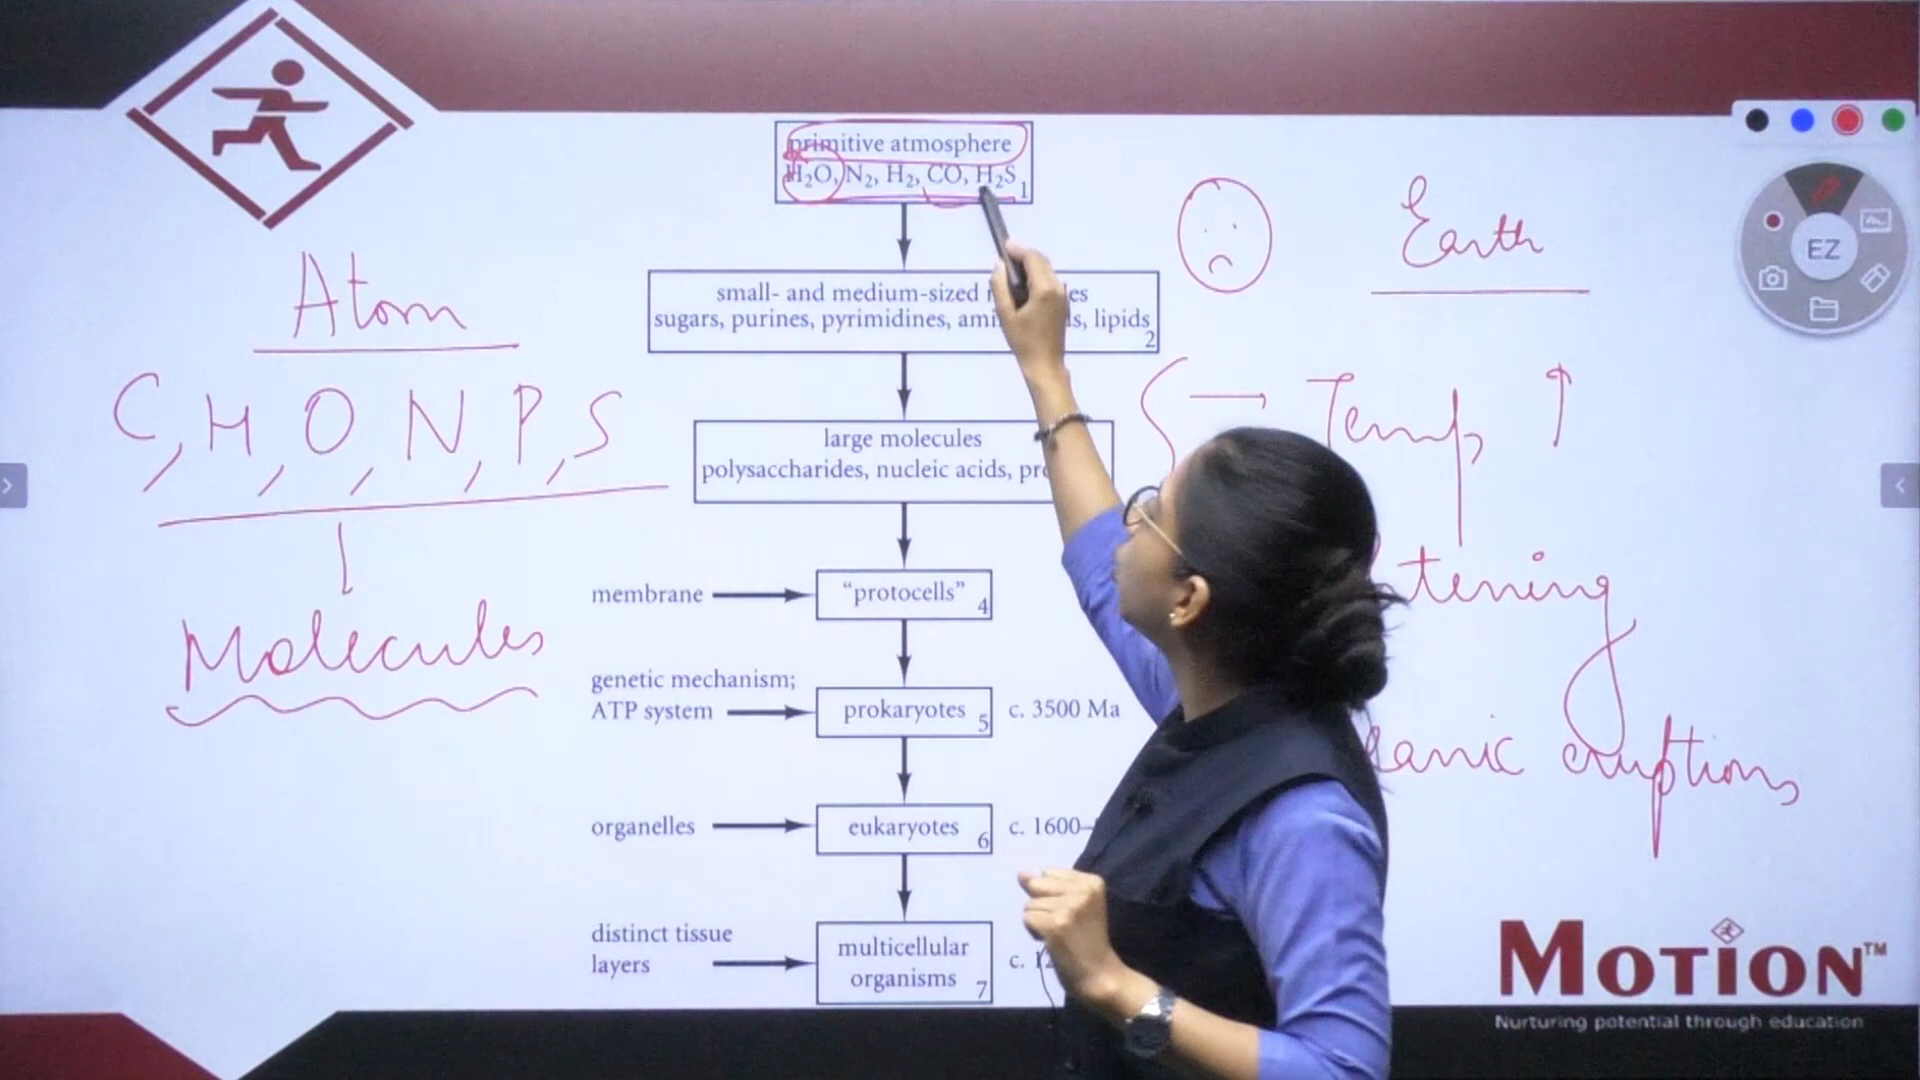 primitive atmosphere
H₂O, N₂, H₂, CO, H₂S
1
small- and medium-sized
sugars, purines, pyrimidines, lipids
2
large molecules
polysaccharides, nucleic acids,
membrane
"protocells"
4
genetic mechanism;
ATP system
prokaryotes
5
c. 3500 Ma
organelles
eukaryotes
6
c. 1600–
distinct tissue
layers
multicellular
organisms
7
c.
Atom
C, H, O, N, P, S
Molecules
Earth
→ Temp ↑
eruptions
EZ
MOTION™
Nurturing potential through education